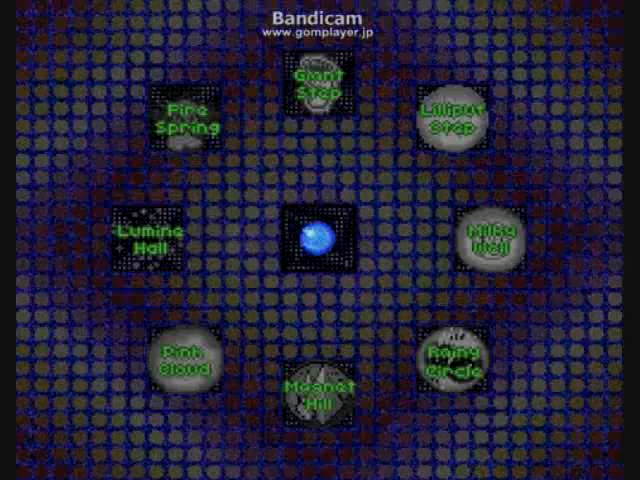 Bandicam
www.gomplayer.jp
Giant
Step
Fire
Spring
Lilliput
Step
Lumine
Hall
Milky
Well
Pink
Cloud
Rainy
Circle
Magnet
Hill